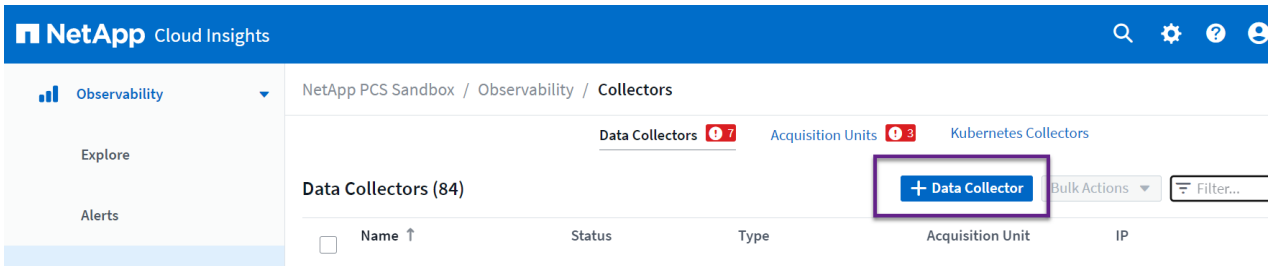 NetApp Cloud Insights
Observability
NetApp PCS Sandbox / Observability / Collectors
Data Collectors 7 Acquisition Units 3 Kubernetes Collectors
Explore
Data Collectors (84) + Data Collector Bulk Actions Filter...
Alerts
Name ↑ Status Type Acquisition Unit IP